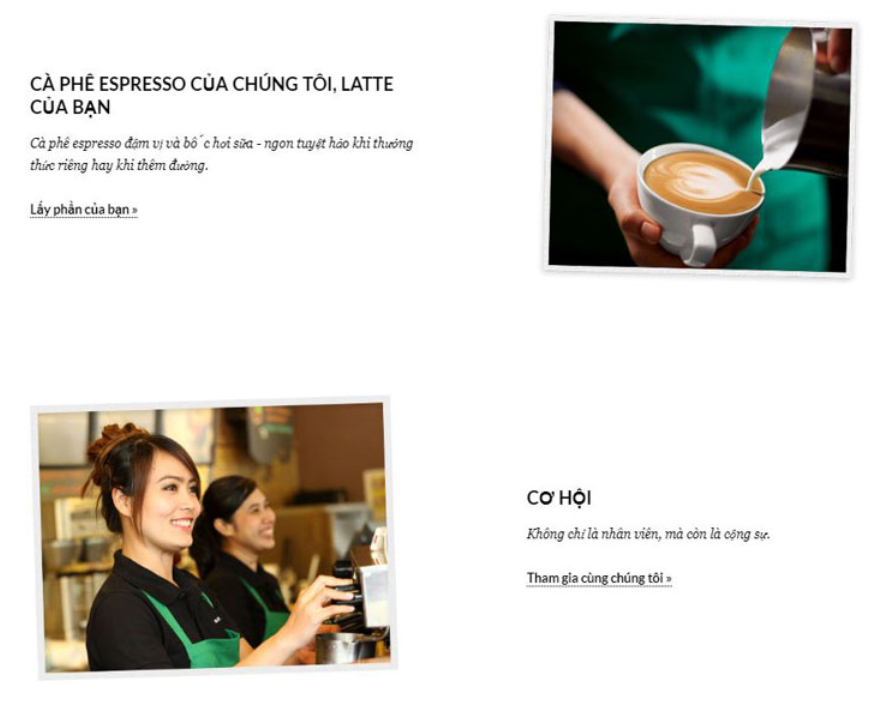 CÀ PHÊ ESPRESSO CỦA CHÚNG TÔI, LATTE
CỦA BẠN
Cà phê espresso đậm vị và bố´c hơi sữa - ngon tuyệt hảo khi thưởng
thức riêng hay khi thêm đường.
Lấy phần của bạn »
CƠ HỘI
Không chỉ là nhân viên, mà còn là cộng sự.
Tham gia cùng chúng tôi »